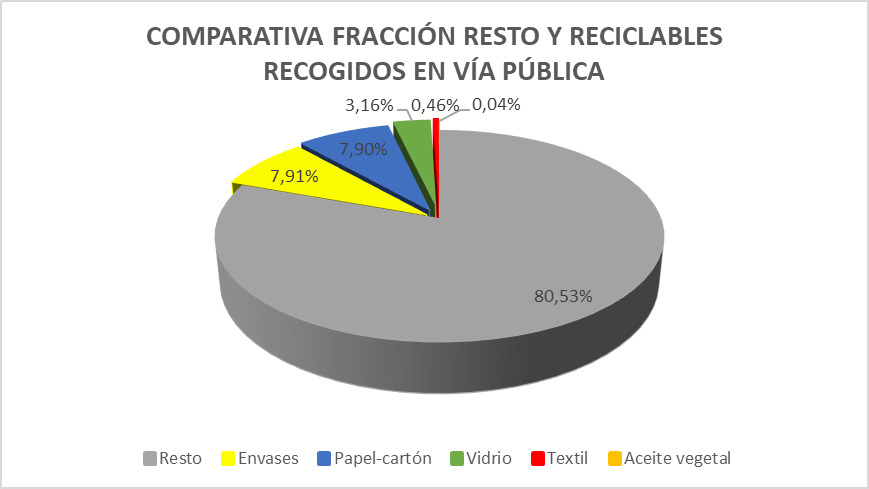 COMPARATIVA FRACCIÓN RESTO Y RECICLABLES
RECOGIDOS EN VÍA PÚBLICA
3,16% 0,46% 0,04%
7,90%
7,91%
80,53%
Resto Envases Papel-cartón Vidrio Textil Aceite vegetal